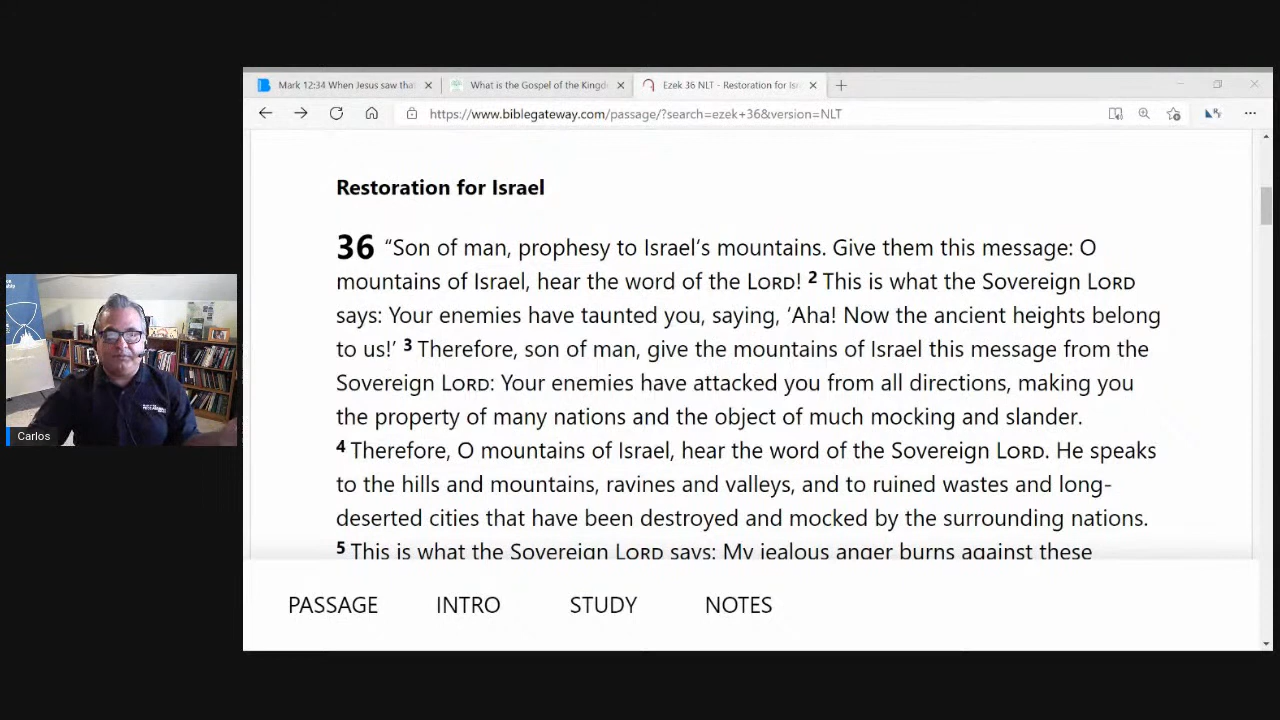 Mark 12:34 When Jesus saw that
What is the Gospel of the Kingd
Ezek 36 NLT - Restoration for Isr
https://www.biblegateway.com/passage/?search=ezek+36&version=NLT
Restoration for Israel
36 “Son of man, prophesy to Israel’s mountains. Give them this message: O
mountains of Israel, hear the word of the LORD! 2 This is what the Sovereign LORD
says: Your enemies have taunted you, saying, ‘Aha! Now the ancient heights belong
to us!’ 3 Therefore, son of man, give the mountains of Israel this message from the
Sovereign LORD: Your enemies have attacked you from all directions, making you
the property of many nations and the object of much mocking and slander.
4 Therefore, O mountains of Israel, hear the word of the Sovereign LORD. He speaks
to the hills and mountains, ravines and valleys, and to ruined wastes and long-
deserted cities that have been destroyed and mocked by the surrounding nations.
5 This is what the Sovereign LORD says: My jealous anger burns against these
PASSAGE INTRO STUDY NOTES
Carlos